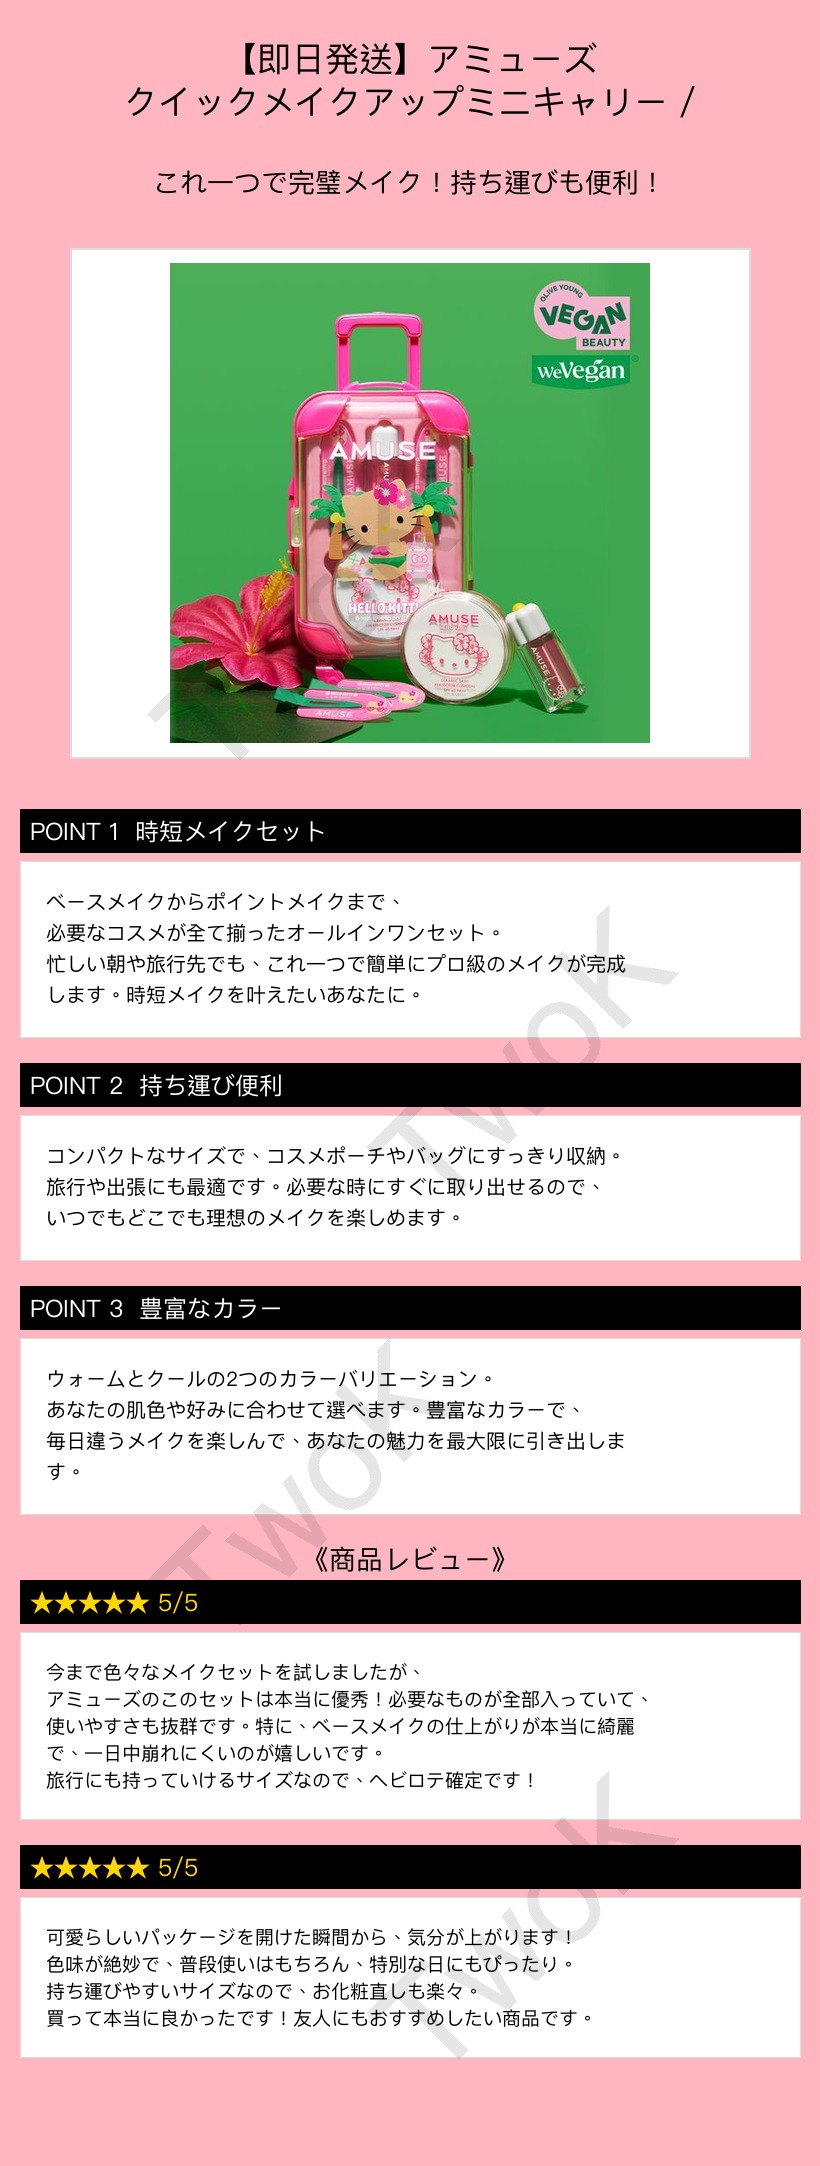 【即日発送】アミューズ
クイックメイクアップミニキャリー /
これ一つで完璧メイク！持ち運びも便利！
OLIVE YOUNG
VEGAN
BEAUTY
weVegan
AMUSE
HELLO KITTY
AMUSE
AMUSE
AMUSE
POINT 1 時短メイクセット
ベースメイクからポイントメイクまで、
必要なコスメが全て揃ったオールインワンセット。
忙しい朝や旅行先でも、これ一つで簡単にプロ級のメイクが完成
します。時短メイクを叶えたいあなたに。
POINT 2 持ち運び便利
コンパクトなサイズで、コスメポーチやバッグにすっきり収納。
旅行や出張にも最適です。必要な時にすぐに取り出せるので、
いつでもどこでも理想のメイクを楽しめます。
POINT 3 豊富なカラー
ウォームとクールの2つのカラーバリエーション。
あなたの肌色や好みに合わせて選べます。豊富なカラーで、
毎日違うメイクを楽しんで、あなたの魅力を最大限に引き出しま
す。
《商品レビュー》
★★★★★ 5/5
今まで色々なメイクセットを試しましたが、
アミューズのこのセットは本当に優秀！必要なものが全部入っていて、
使いやすさも抜群です。特に、ベースメイクの仕上がりが本当に綺麗
で、一日中崩れにくいのが嬉しいです。
旅行にも持っていけるサイズなので、ヘビロテ確定です！
★★★★★ 5/5
可愛らしいパッケージを開けた瞬間から、気分が上がります！
色味が絶妙で、普段使いはもちろん、特別な日にもぴったり。
持ち運びやすいサイズなので、お化粧直しも楽々。
買って本当に良かったです！友人にもおすすめしたい商品です。
TwoK
TwoK
TwoK
TwoK